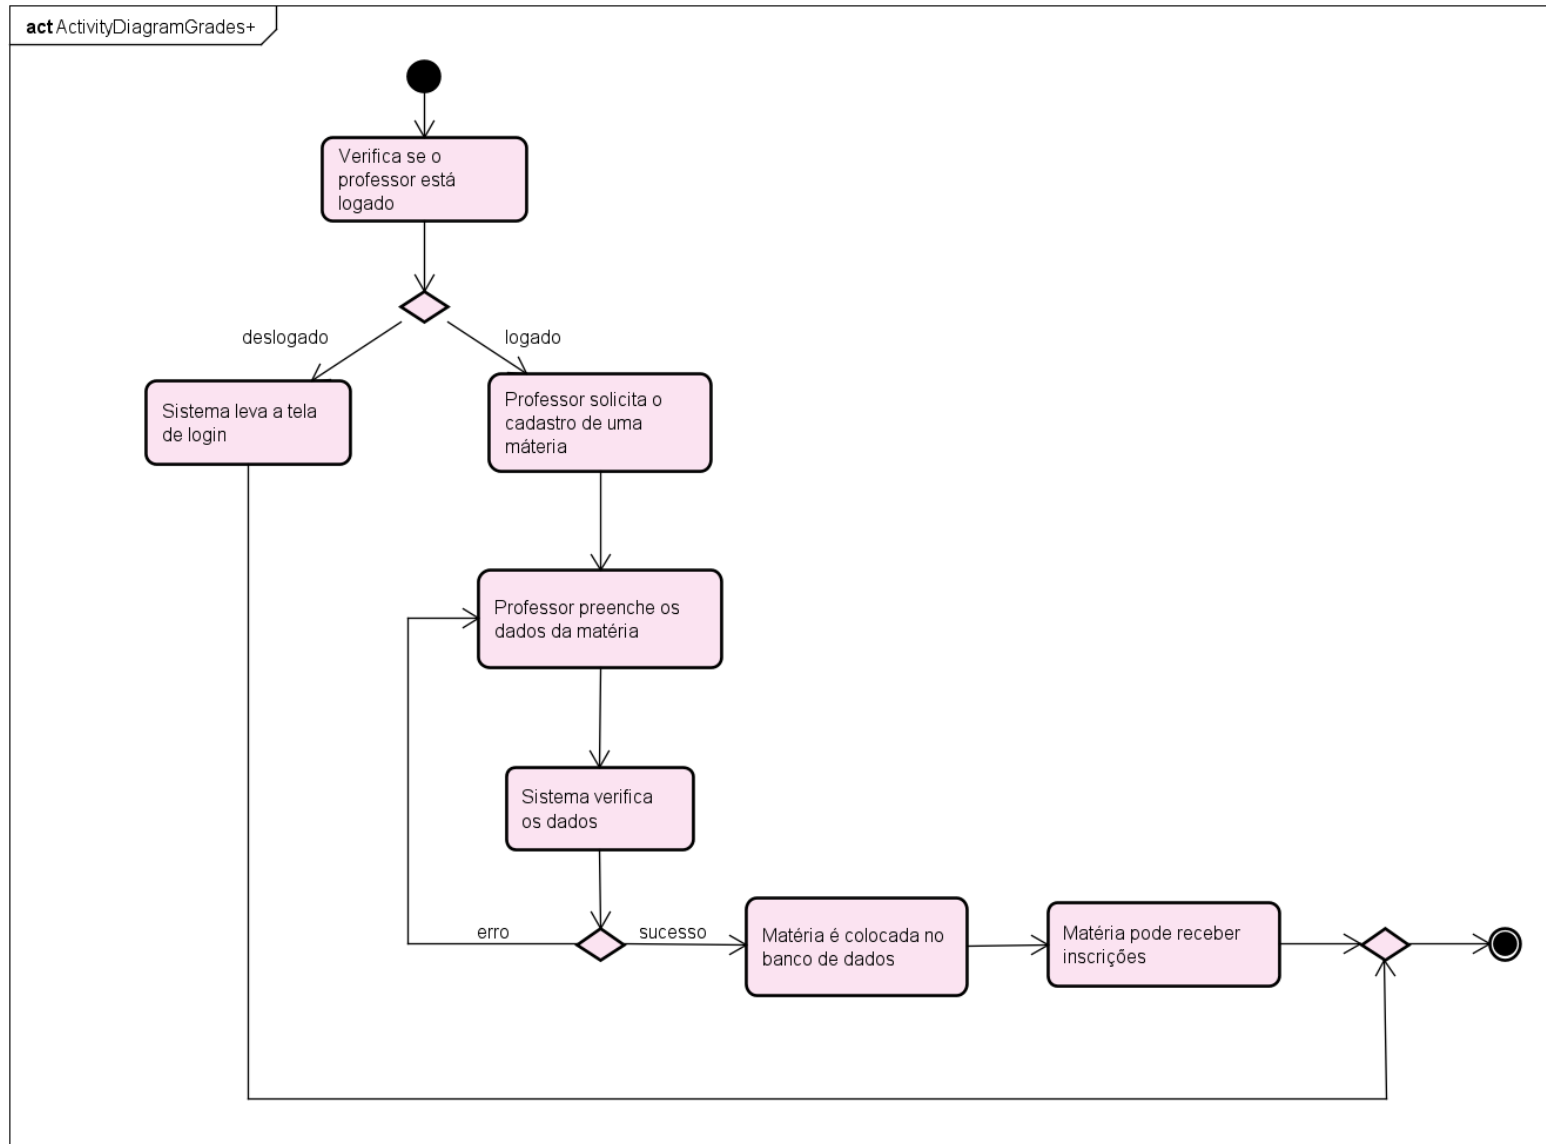 act ActivityDiagramGrades+
Verifica se o
professor está
logado
deslogado
logado
Sistema leva a tela
de login
Professor solicita o
cadastro de uma
máteria
Professor preenche os
dados da matéria
Sistema verifica
os dados
erro
sucesso
Matéria é colocada no
banco de dados
Matéria pode receber
inscrições